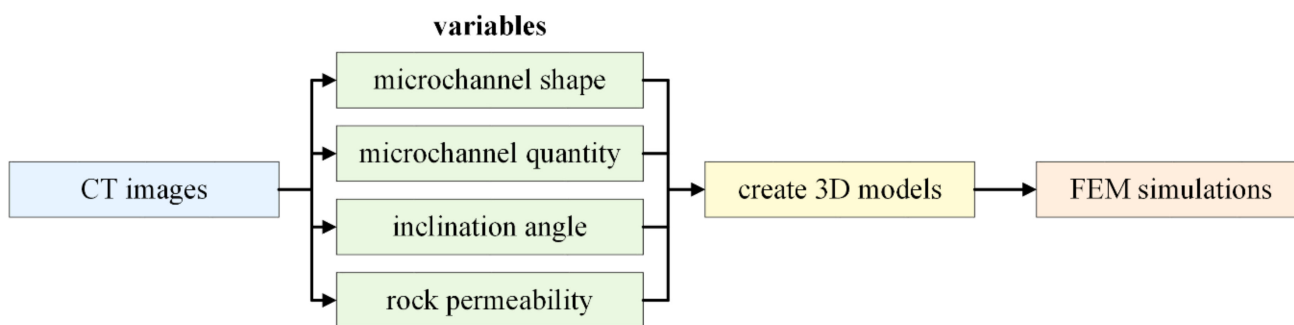 variables
microchannel shape
microchannel quantity
CT images
create 3D models
FEM simulations
inclination angle
rock permeability